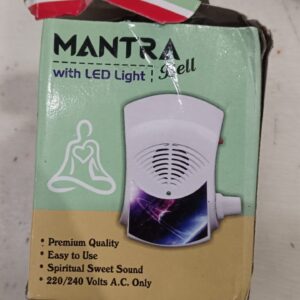 MANTRA
with LED Light Bell
• Premium Quality
• Easy to Use
• Spiritual Sweet Sound
• 220/240 Volts A.C. Only